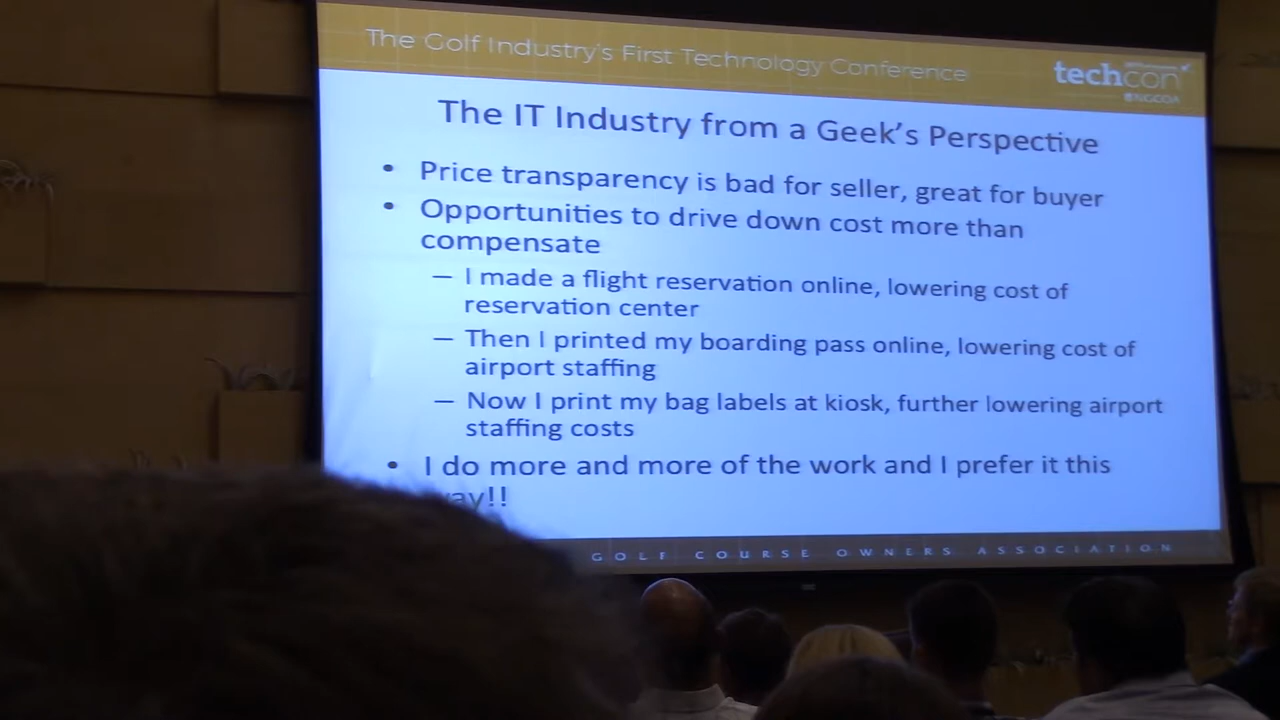 The Golf Industry's First Technology Conference
techcon
NGCOA
The IT Industry from a Geek's Perspective
• Price transparency is bad for seller, great for buyer
• Opportunities to drive down cost more than
compensate
– I made a flight reservation online, lowering cost of
reservation center
– Then I printed my boarding pass online, lowering cost of
airport staffing
– Now I print my bag labels at kiosk, further lowering airport
staffing costs
• I do more and more of the work and I prefer it this
way!!
GOLF COURSE OWNERS ASSOCIATION